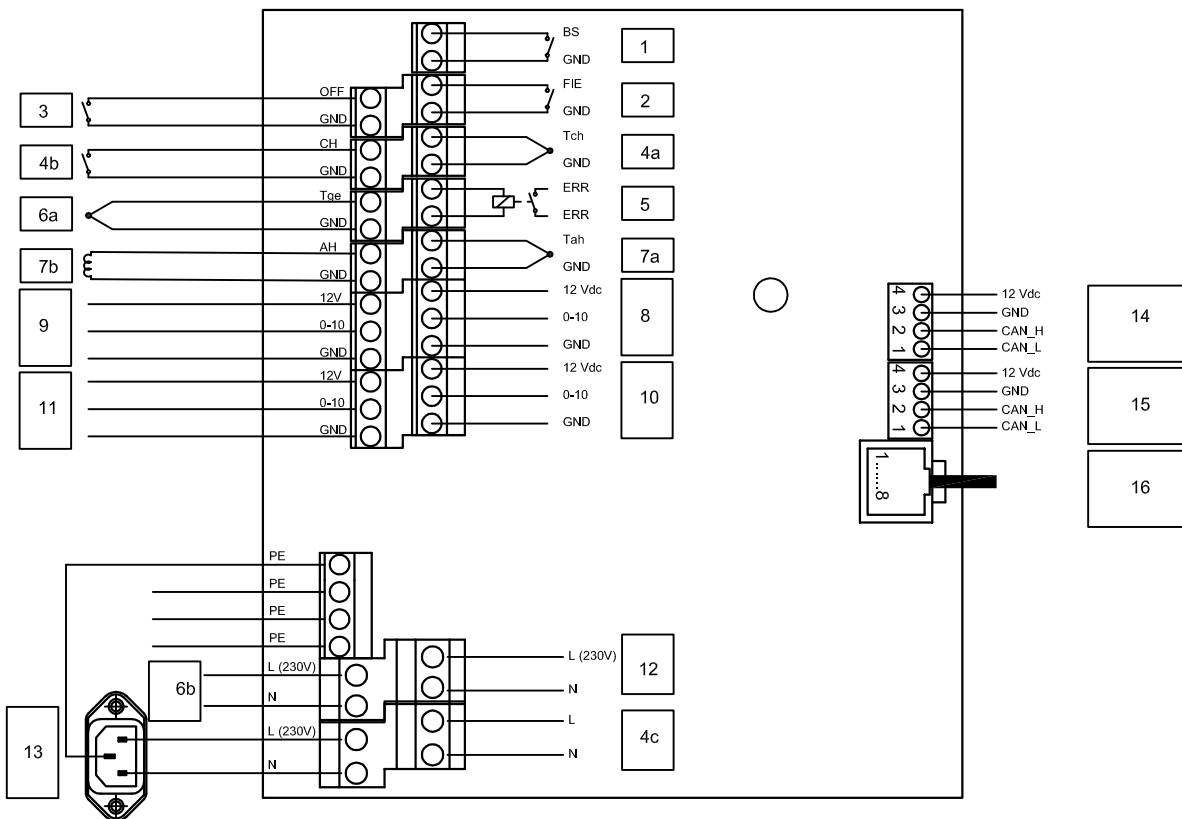 BS
1
GND
FIE
2
GND
3
OFF
GND
Tch
4a
GND
4b
CH
GND
ERR
5
ERR
6a
Tge
GND
Tah
7a
GND
7b
AH
GND
12 Vdc
8
0-10
GND
9
12V
0-10
GND
12 Vdc
10
0-10
GND
11
12V
0-10
GND
4
3
2
1
12 Vdc
GND
CAN_H
CAN_L
14
4
3
2
1
12 Vdc
GND
CAN_H
CAN_L
15
1......8
16
PE
PE
PE
PE
6b
L (230V)
N
L (230V)
N
12
13
L (230V)
N
L
N
4c